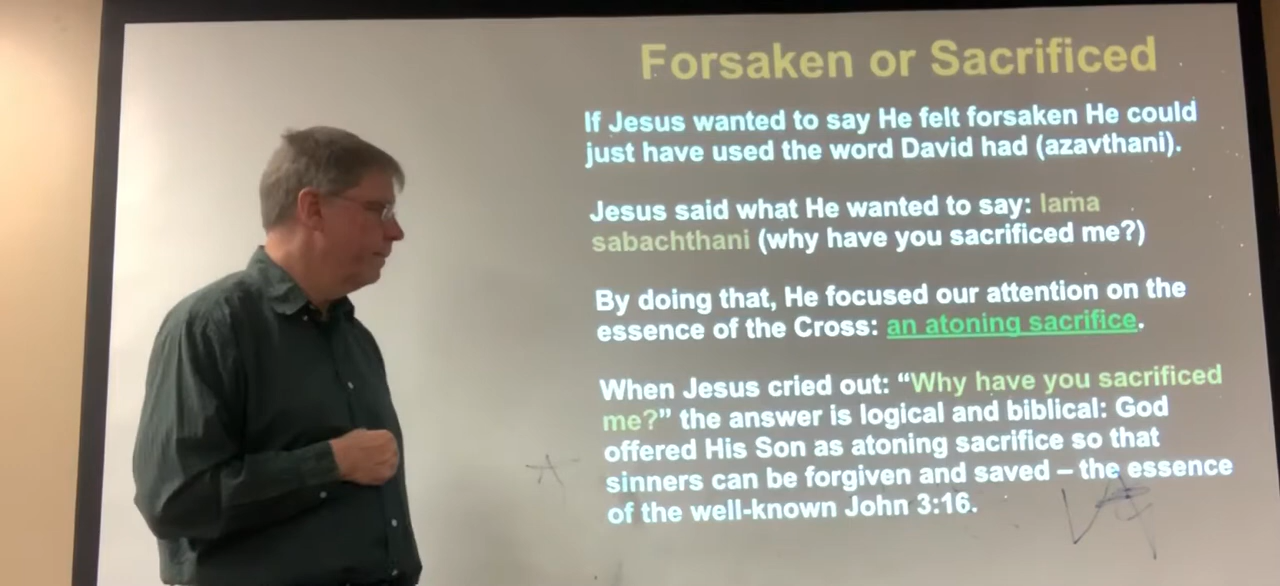 Forsaken or Sacrificed
If Jesus wanted to say He felt forsaken He could
just have used the word David had (azavthani).
Jesus said what He wanted to say: lama
sabachthani (why have you sacrificed me?)
By doing that, He focused our attention on the
essence of the Cross: an atoning sacrifice.
When Jesus cried out: “Why have you sacrificed
me?” the answer is logical and biblical: God
offered His Son as atoning sacrifice so that
sinners can be forgiven and saved – the essence
of the well-known John 3:16.